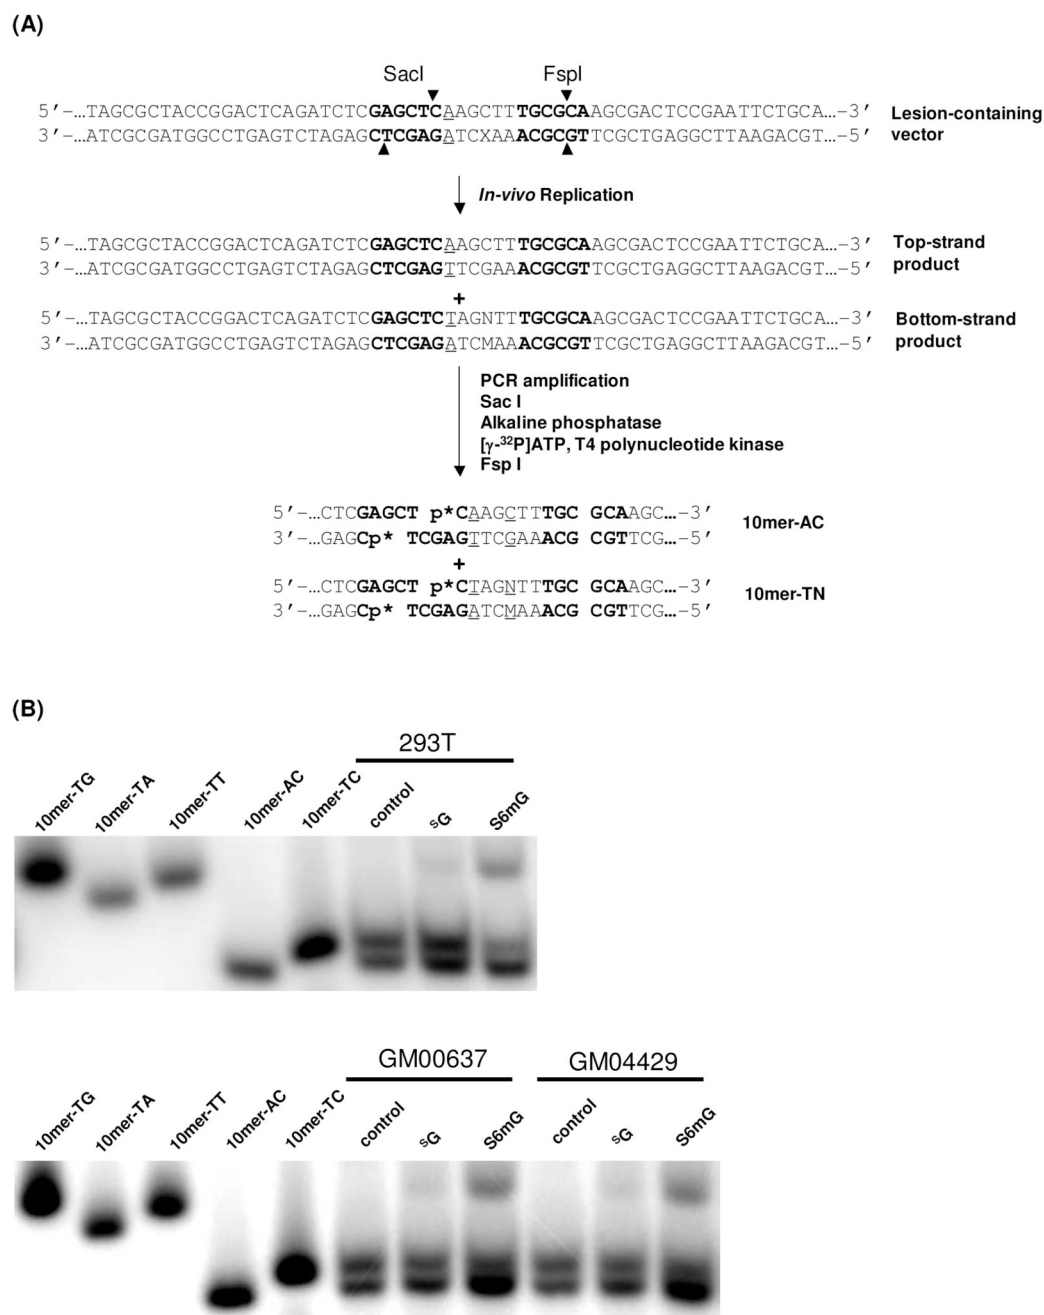 (A)
SacI FspI
5′-…TAGCGCTACCGGACTCAGATCTCGAGCTCAAGCTTTGCGCAAGCGACTCCGAATTCTGCA…-3′ Lesion-containing
3′-…ATCGCGATGGCCTGAGTCTAGAGCTCGAGATCXAAACGCGTTCGCTGAGGCTTAAGACGT…-5′ vector
In-vivo Replication
5′-…TAGCGCTACCGGACTCAGATCTCGAGCTCAAGCTTTGCGCAAGCGACTCCGAATTCTGCA…-3′ Top-strand
3′-…ATCGCGATGGCCTGAGTCTAGAGCTCGAGTTCGAAACGCGTTCGCTGAGGCTTAAGACGT…-5′ product
+
5′-…TAGCGCTACCGGACTCAGATCTCGAGCTCTAGNTTTGCGCAAGCGACTCCGAATTCTGCA…-3′ Bottom-strand
3′-…ATCGCGATGGCCTGAGTCTAGAGCTCGAGATCMAAACGCGTTCGCTGAGGCTTAAGACGT…-5′ product
PCR amplification
Sac I
Alkaline phosphatase
[γ-³²P]ATP, T4 polynucleotide kinase
Fsp I
5′-…CTCGAGCT p*CAAGCTTTGC GCAAGC…-3′ 10mer-AC
3′-…GAGCp* TCGAGTTCGAAACG CGTTCG…-5′
+
5′-…CTCGAGCT p*CTAGNTTTGC GCAAGC…-3′ 10mer-TN
3′-…GAGCp* TCGAGATCMAAACG CGTTCG…-5′
(B)
293T
10mer-TG 10mer-TA 10mer-TT 10mer-AC 10mer-TC control ˢG S6mG
GM00637 GM04429
10mer-TG 10mer-TA 10mer-TT 10mer-AC 10mer-TC control ˢG S6mG control ˢG S6mG